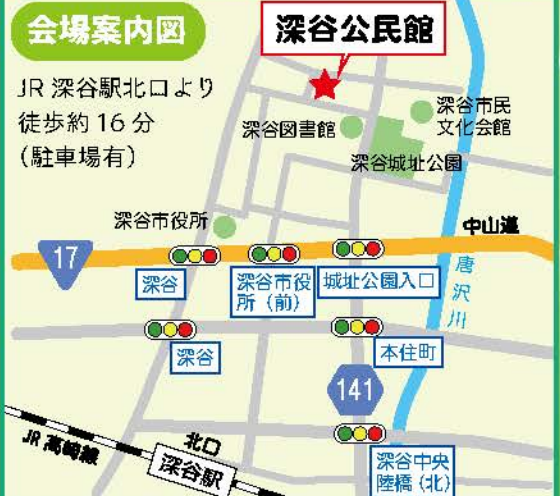 会場案内図
深谷公民館
JR 深谷駅北口より
徒歩約 16 分
（駐車場有）
深谷図書館
深谷市民
文化会館
深谷城址公園
深谷市役所
中山道
17
深谷
深谷市役
所（前）
城址公園入口
唐沢川
深谷
本住町
141
JR 高崎線
北口
深谷駅
深谷中央
陸橋（北）